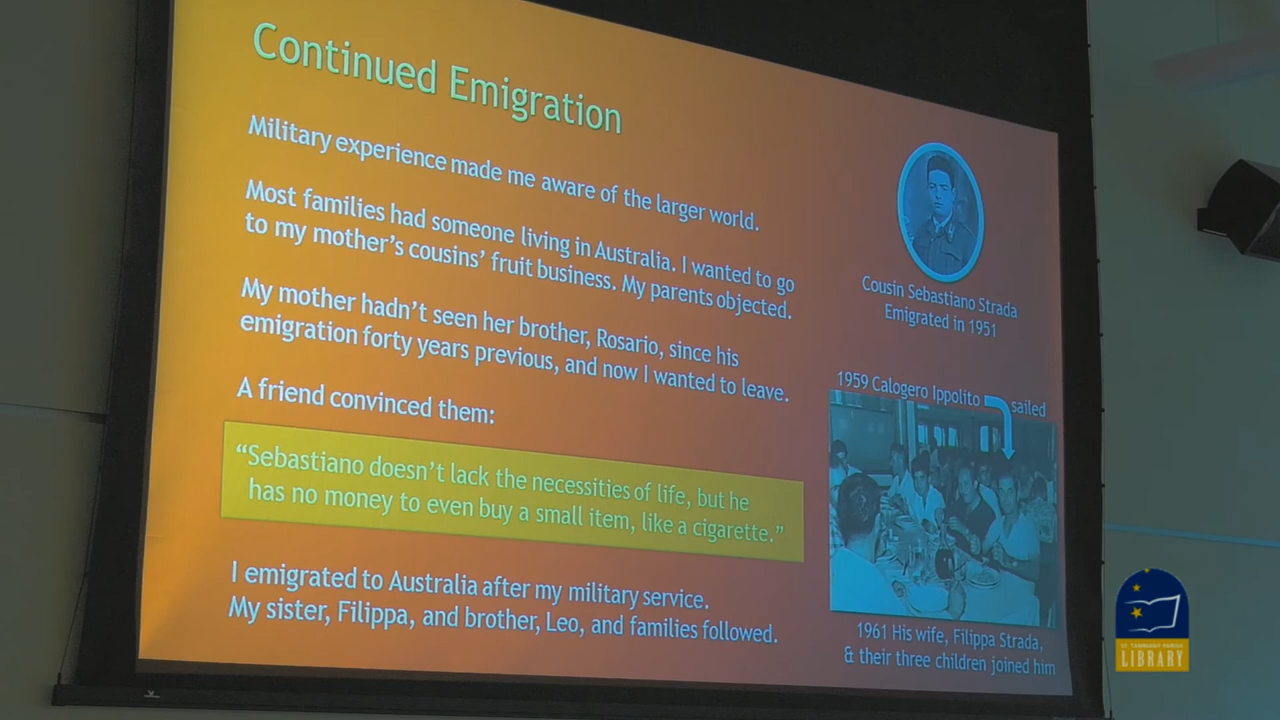 Continued Emigration
Military experience made me aware of the larger world.
Most families had someone living in Australia. I wanted to go
to my mother's cousins' fruit business. My parents objected.
My mother hadn't seen her brother, Rosario, since his
emigration forty years previous, and now I wanted to leave.
A friend convinced them:
“Sebastiano doesn't lack the necessities of life, but he
has no money to even buy a small item, like a cigarette.”
I emigrated to Australia after my military service.
My sister, Filippa, and brother, Leo, and families followed.
Cousin Sebastiano Strada
Emigrated in 1951
1959 Calogero Ippolito sailed
1961 His wife, Filippa Strada,
& their three children joined him
ST. TAMMANY PARISH
LIBRARY